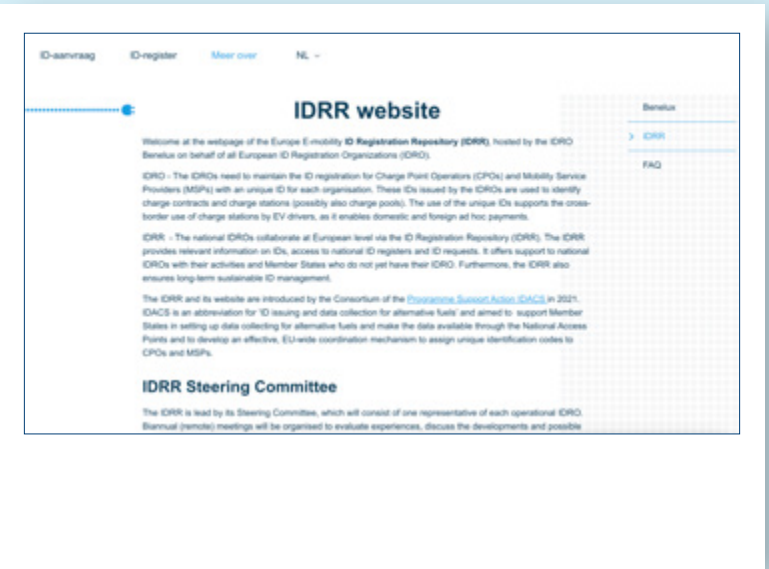 ID-aanvraag ID-register Meer over NL
IDRR website
Benelux
IDRR
FAQ
Welcome at the webpage of the Europe E-mobility ID Registration Repository (IDRR), hosted by the IDRO
Benelux on behalf of all European ID Registration Organizations (IDRO).
IDRO - The IDROs need to maintain the ID registration for Charge Point Operators (CPOs) and Mobility Service
Providers (MSPs) with an unique ID for each organisation. These IDs issued by the IDROs are used to identify
charge contracts and charge stations (possibly also charge pools). The use of the unique IDs supports the cross-
border use of charge stations by EV drivers, as it enables domestic and foreign ad hoc payments.
IDRR - The national IDROs collaborate at European level via the ID Registration Repository (IDRR). The IDRR
provides relevant information on IDs, access to national ID registers and ID requests. It offers support to national
IDROs with their activities and Member States who do not yet have their IDRO. Furthermore, the IDRR also
ensures long-term sustainable ID management.
The IDRR and its website are introduced by the Consortium of the Programme Support Action IDACS in 2021.
IDACS is an abbreviation for 'ID issuing and data collection for alternative fuels' and aimed to support Member
States in setting up data collecting for alternative fuels and make the data available through the National Access
Points and to develop an effective, EU-wide coordination mechanism to assign unique identification codes to
CPOs and MSPs.
IDRR Steering Committee
The IDRR is lead by its Steering Committee, which will consist of one representative of each operational IDRO.
Biannual (remote) meetings will be organised to evaluate experiences, discuss the developments and possible